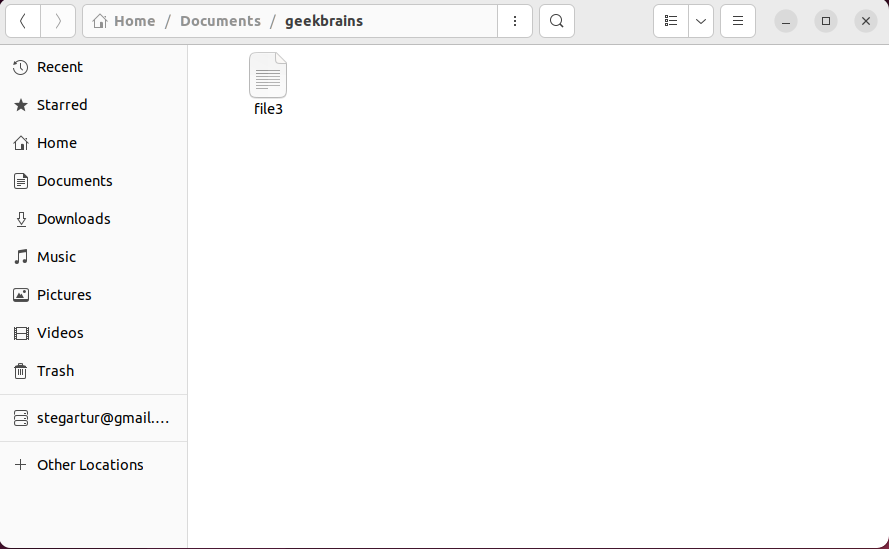 Home / Documents / geekbrains
Recent
Starred
Home
Documents
Downloads
Music
Pictures
Videos
Trash
stegartur@gmail....
Other Locations
file3